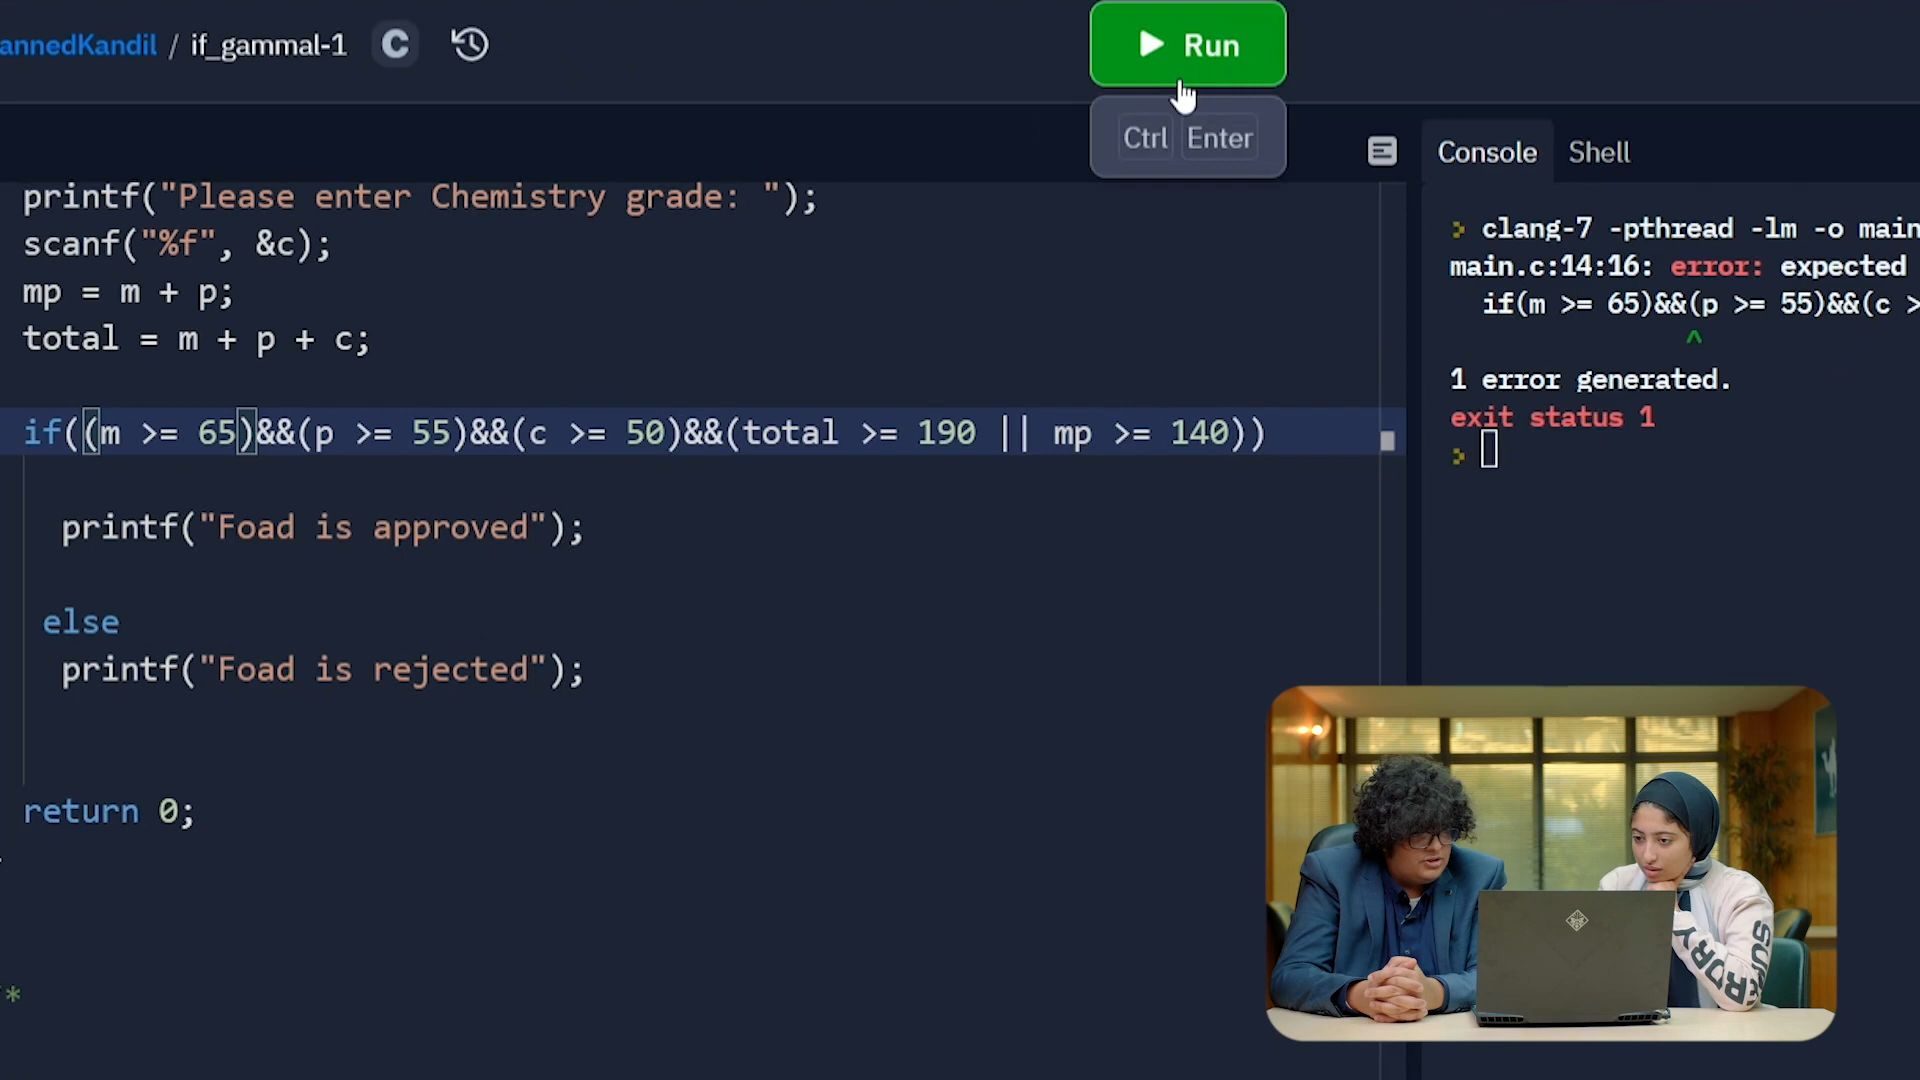 annedKandil / if_gammal-1 C
Run
Ctrl Enter
Console Shell
printf("Please enter Chemistry grade: ");
scanf("%f", &c);
mp = m + p;
total = m + p + c;
if((m >= 65)&&(p >= 55)&&(c >= 50)&&(total >= 190 || mp >= 140))
printf("Foad is approved");
else
printf("Foad is rejected");
return 0;
*
clang-7 -pthread -lm -o main
main.c:14:16: error: expected
if(m >= 65)&&(p >= 55)&&(c >
^
1 error generated.
exit status 1